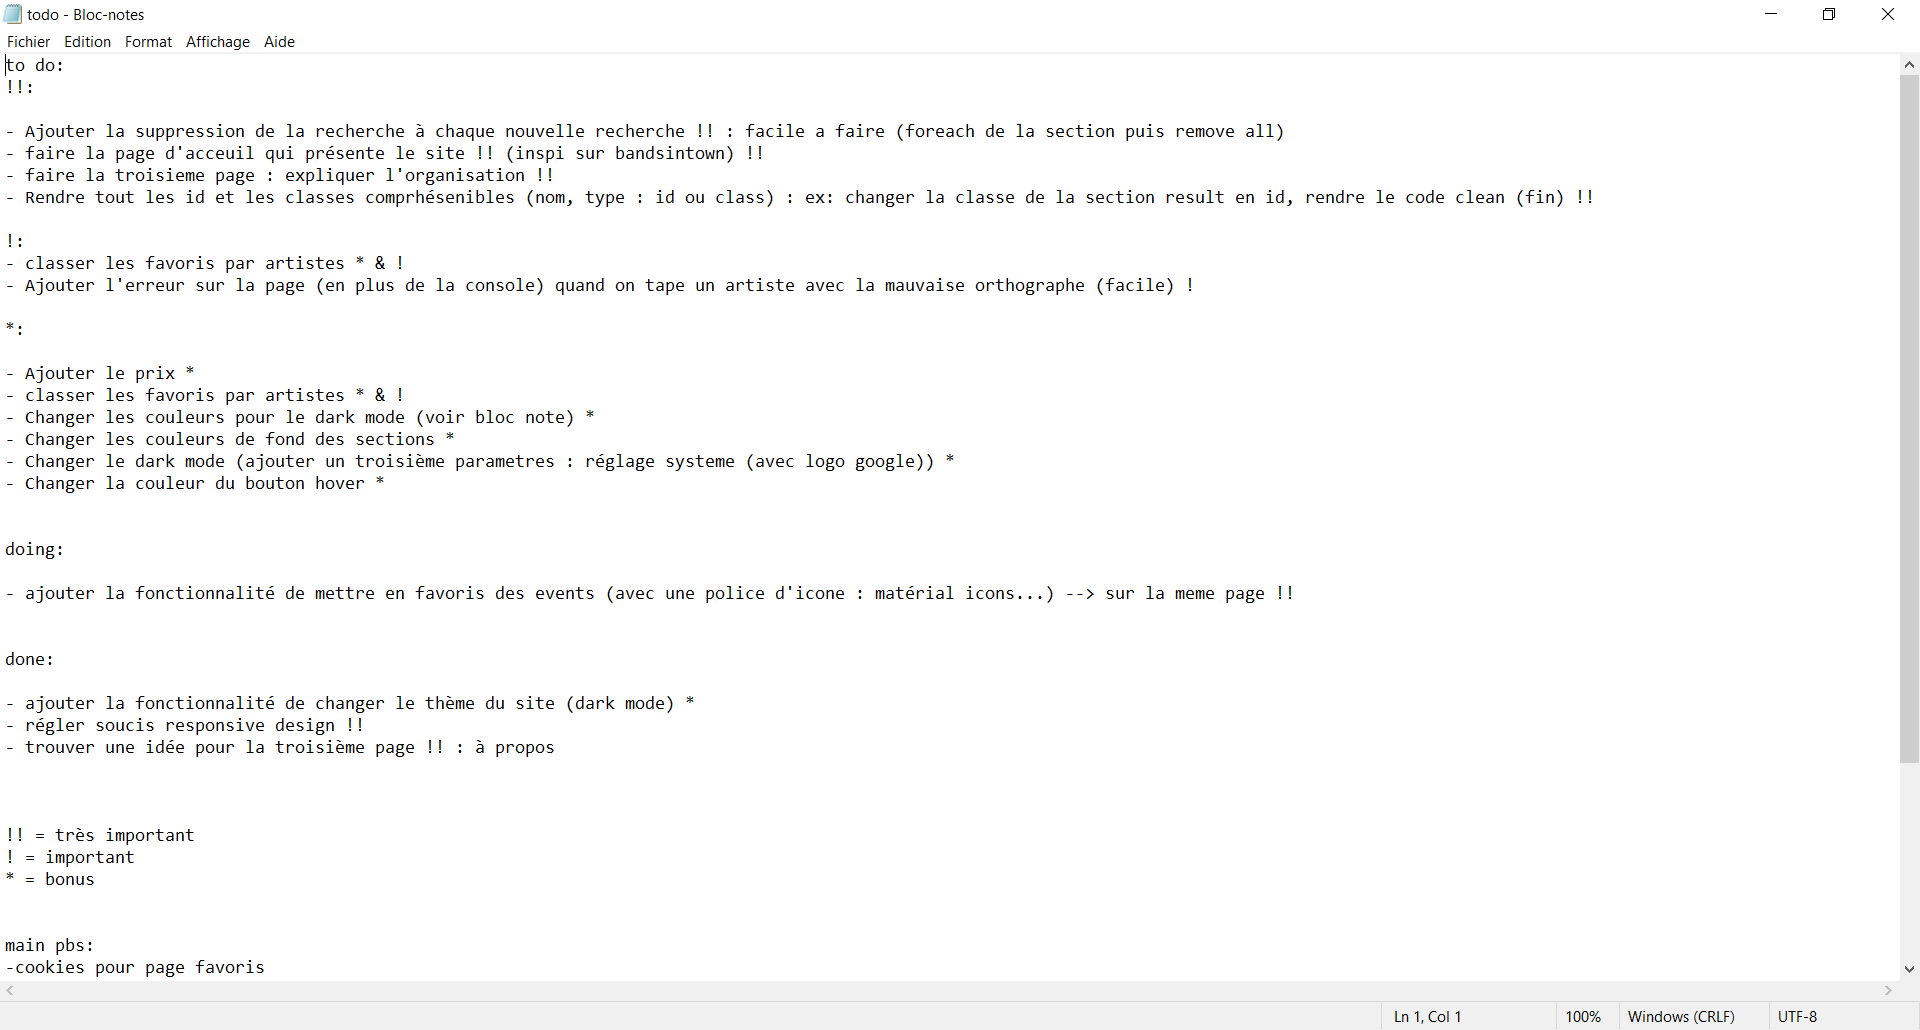 todo - Bloc-notes
Fichier Edition Format Affichage Aide
to do:
!!:
- Ajouter la suppression de la recherche à chaque nouvelle recherche !! : facile a faire (foreach de la section puis remove all)
- faire la page d'acceuil qui présente le site !! (inspi sur bandsintown) !!
- faire la troisieme page : expliquer l'organisation !!
- Rendre tout les id et les classes comprhésenibles (nom, type : id ou class) : ex: changer la classe de la section result en id, rendre le code clean (fin) !!
!:
- classer les favoris par artistes * & !
- Ajouter l'erreur sur la page (en plus de la console) quand on tape un artiste avec la mauvaise orthographe (facile) !
*:
- Ajouter le prix *
- classer les favoris par artistes * & !
- Changer les couleurs pour le dark mode (voir bloc note) *
- Changer les couleurs de fond des sections *
- Changer le dark mode (ajouter un troisième parametres : réglage systeme (avec logo google)) *
- Changer la couleur du bouton hover *
doing:
- ajouter la fonctionnalité de mettre en favoris des events (avec une police d'icone : matérial icons...) --> sur la meme page !!
done:
- ajouter la fonctionnalité de changer le thème du site (dark mode) *
- régler soucis responsive design !!
- trouver une idée pour la troisième page !! : à propos
!! = très important
! = important
* = bonus
main pbs:
-cookies pour page favoris
Ln 1, Col 1 100% Windows (CRLF) UTF-8